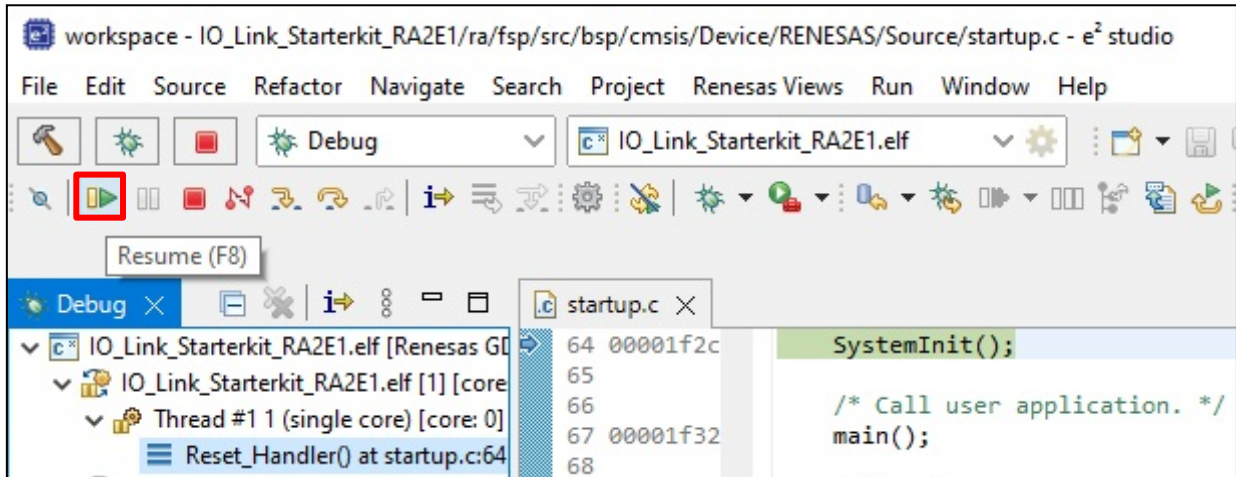 workspace - IO_Link_Starterkit_RA2E1/ra/fsp/src/bsp/cmsis/Device/RENESAS/Source/startup.c - e² studio
File Edit Source Refactor Navigate Search Project Renesas Views Run Window Help
Debug IO_Link_Starterkit_RA2E1.elf
Resume (F8)
Debug startup.c
IO_Link_Starterkit_RA2E1.elf [Renesas GD 64 00001f2c SystemInit();
IO_Link_Starterkit_RA2E1.elf [1] [core 65
66 /* Call user application. */
Thread #1 1 (single core) [core: 0] 67 00001f32 main();
Reset_Handler() at startup.c:64 68